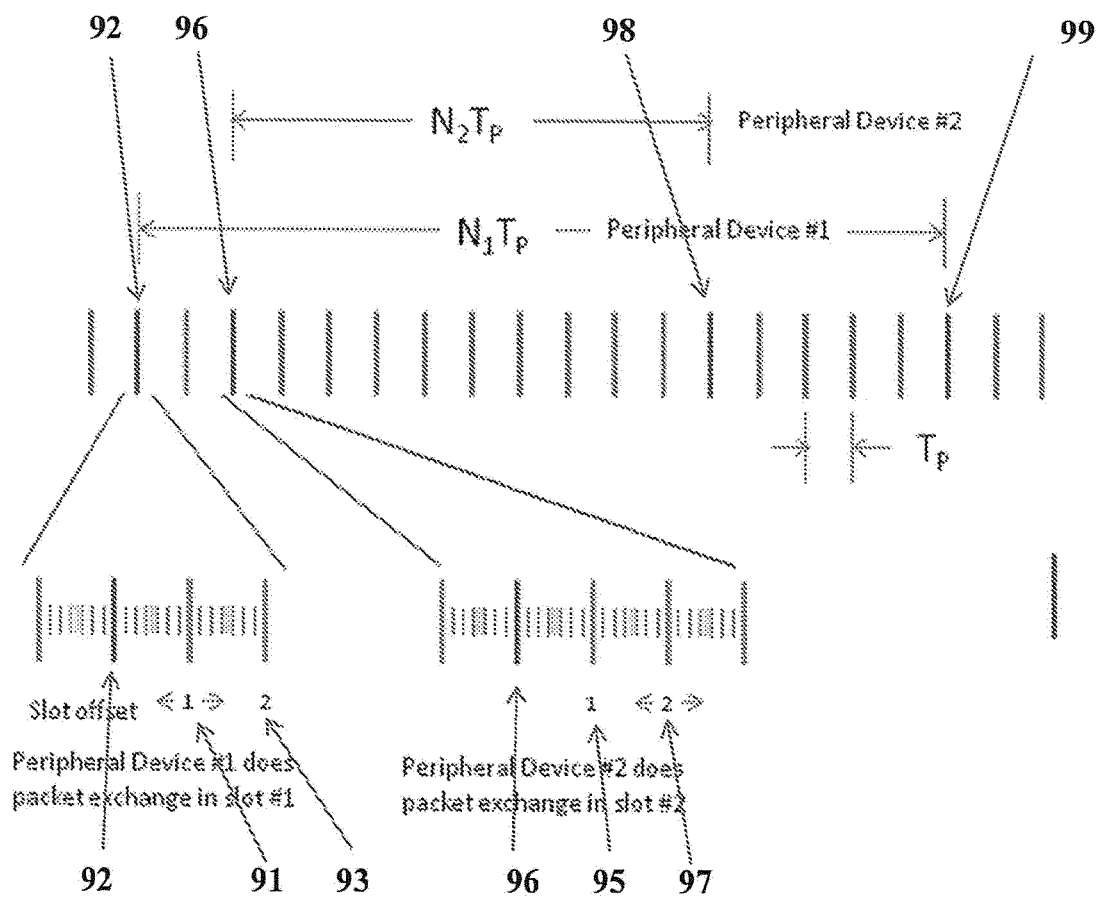 92 96 98 99
N₂Tₚ Peripheral Device #2
N₁Tₚ Peripheral Device #1
Tₚ
Slot offset 1 2
1 2
Peripheral Device #1 does
packet exchange in slot #1
Peripheral Device #2 does
packet exchange in slot #2
92 91 93 96 95 97